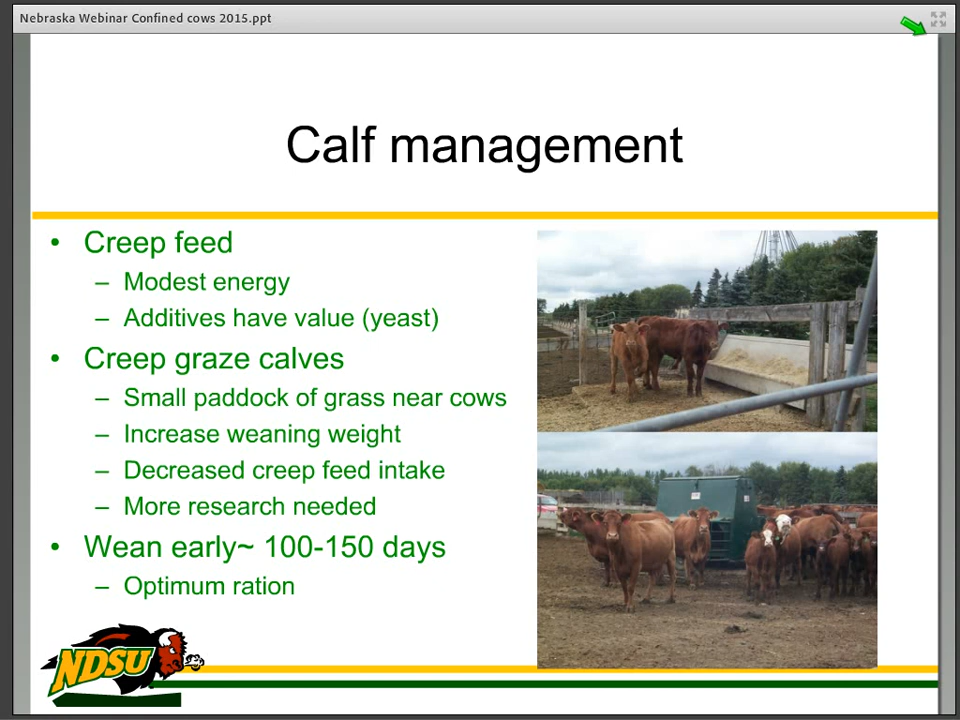 Nebraska Webinar Confined cows 2015.ppt
Calf management
• Creep feed
– Modest energy
– Additives have value (yeast)
• Creep graze calves
– Small paddock of grass near cows
– Increase weaning weight
– Decreased creep feed intake
– More research needed
• Wean early~ 100-150 days
– Optimum ration
NDSU